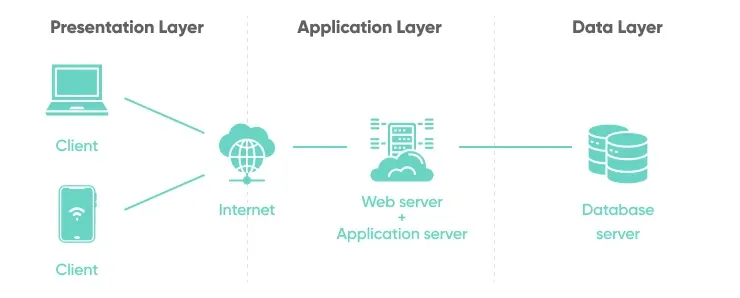 Presentation Layer
Application Layer
Data Layer
Client
Internet
Client
Web server
+
Application server
Database
server